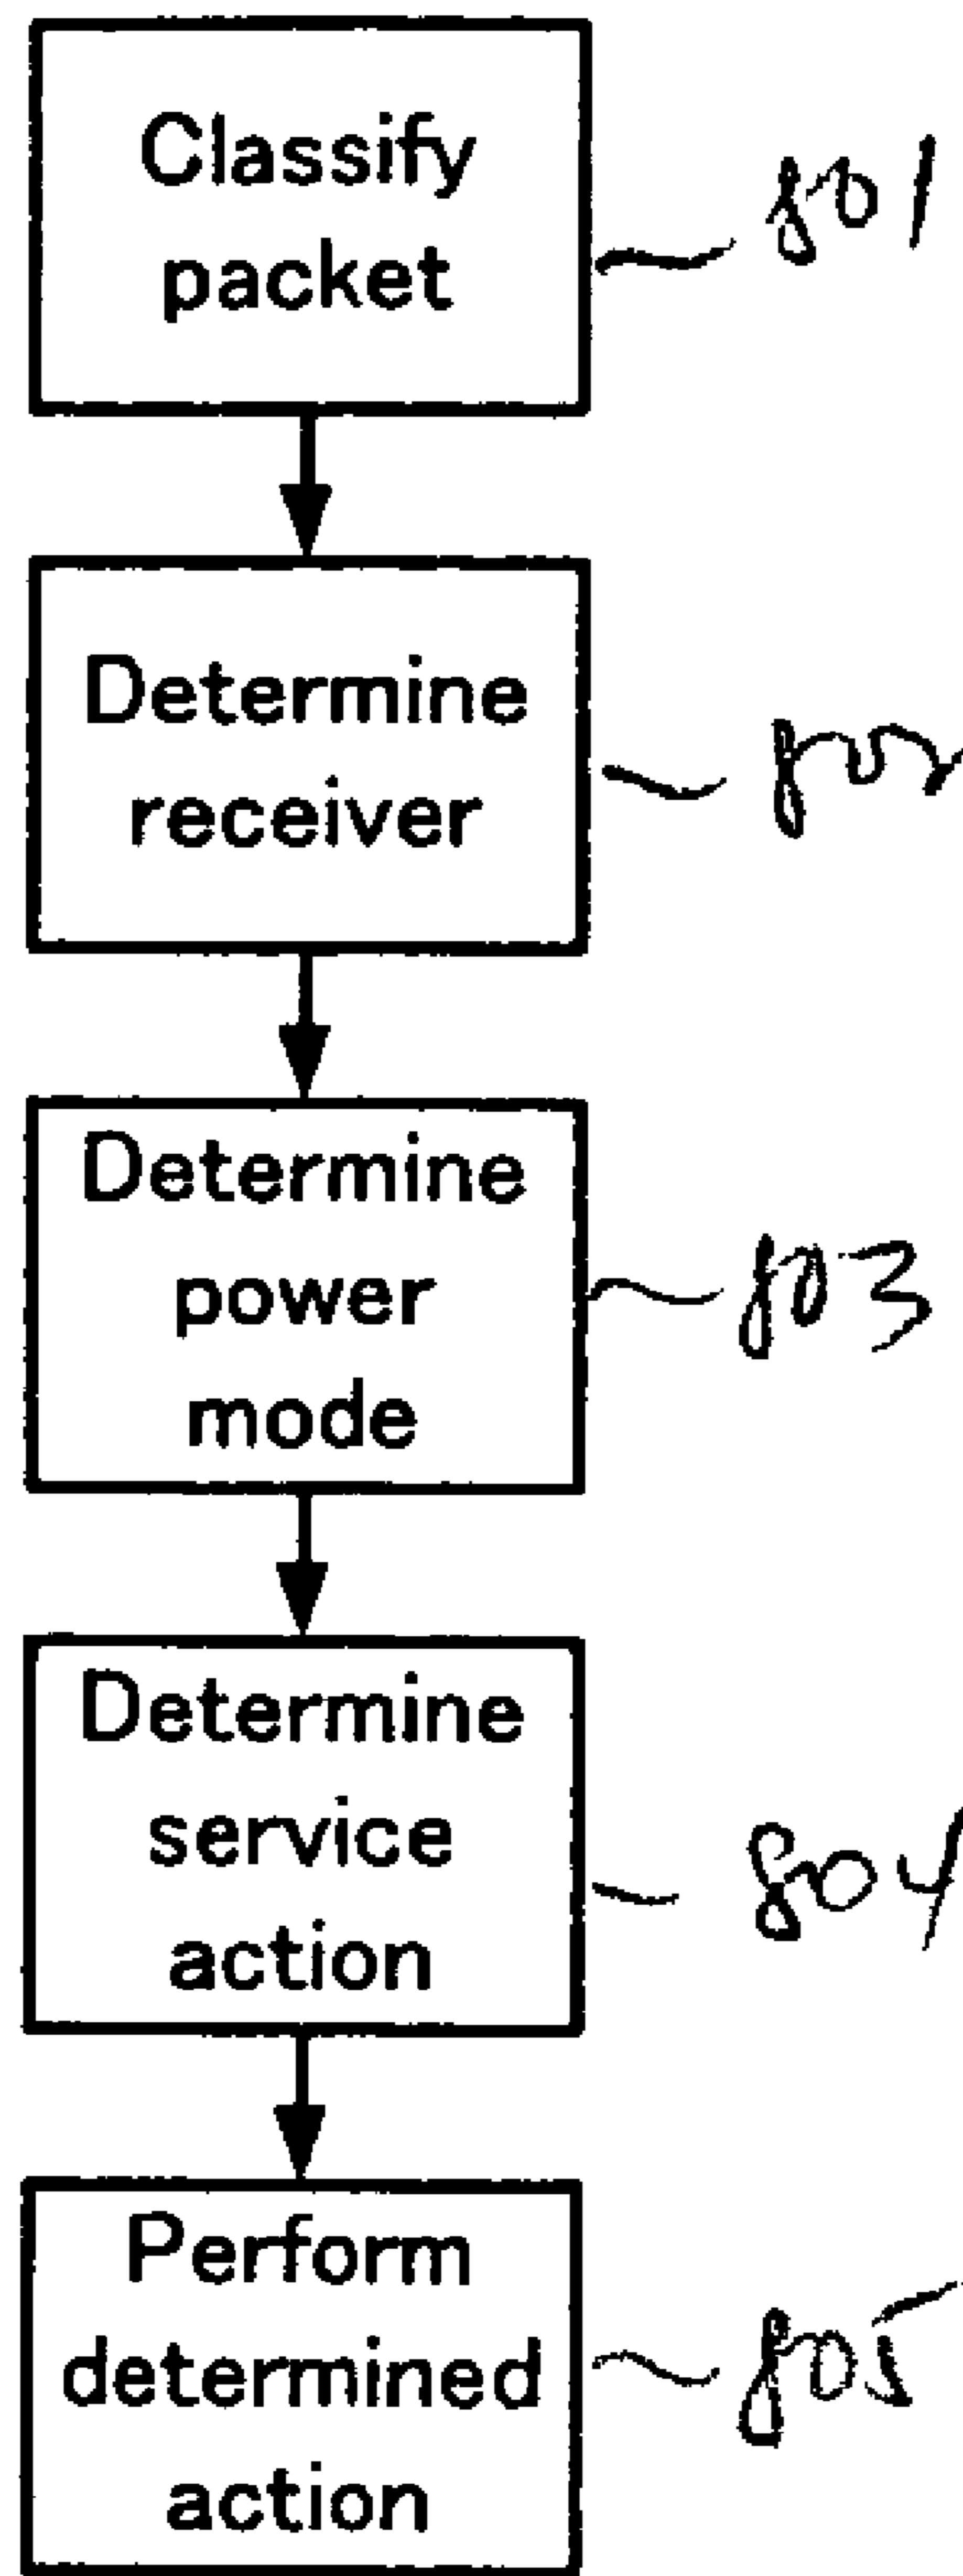 Classify
packet
801
Determine
receiver
802
Determine
power
mode
803
Determine
service
action
804
Perform
determined
action
805